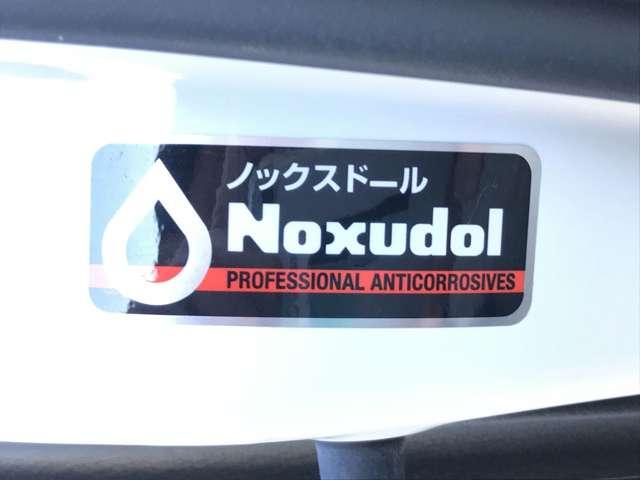 ノックスドール
Noxudol
PROFESSIONAL ANTICORROSIVES